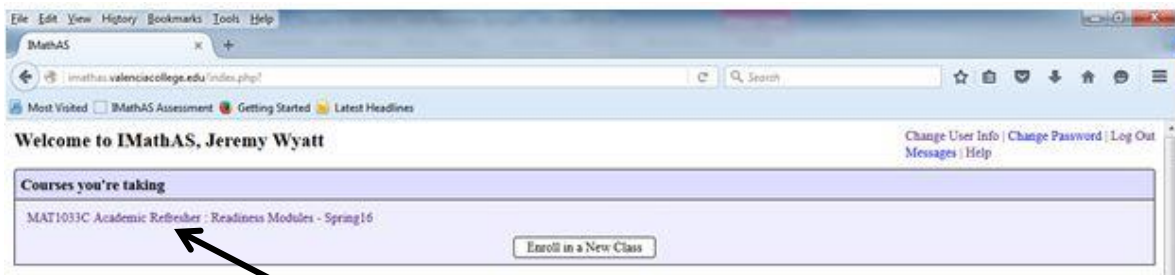 File Edit View History Bookmarks Tools Help
IMathAS × +
imathas.valenciacollege.edu/index.php? Search
Most Visited IMathAS Assessment Getting Started Latest Headlines
Welcome to IMathAS, Jeremy Wyatt
Change User Info | Change Password | Log Out
Messages | Help
Courses you're taking
MAT1033C Academic Refresher : Readiness Modules - Spring16
Enroll in a New Class